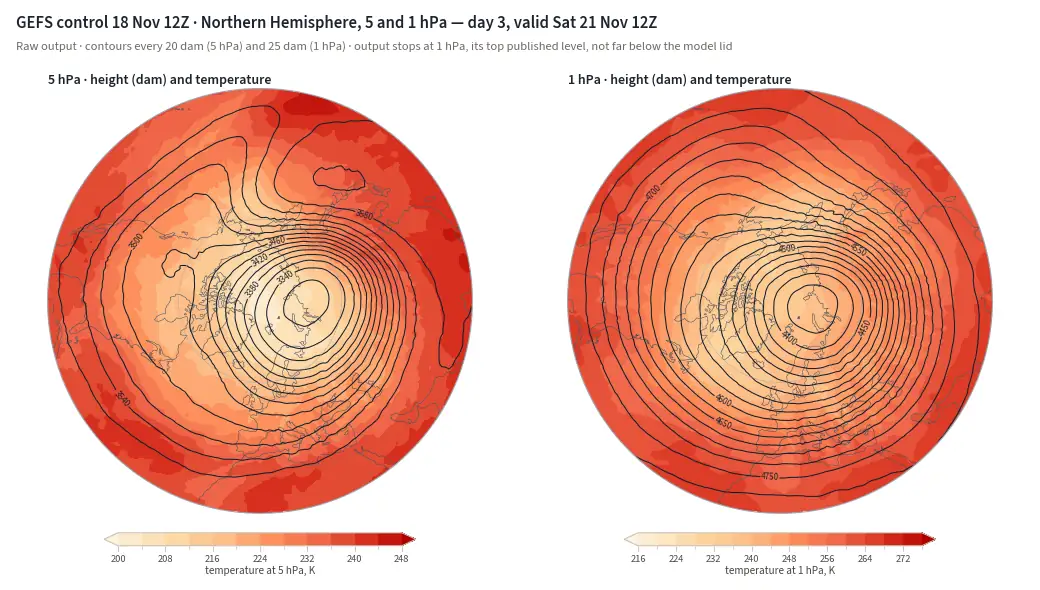 GEFS control 18 Nov 12Z · Northern Hemisphere, 5 and 1 hPa — day 3, valid Sat 21 Nov 12Z
Raw output · contours every 20 dam (5 hPa) and 25 dam (1 hPa) · output stops at 1 hPa, its top published level, not far below the model lid
5 hPa · height (dam) and temperature
1 hPa · height (dam) and temperature
4700
3580
3500
3460
4600
4550
3420
3340
3380
4450
4400
3540
4600
4650
4750
200 208 216 224 232 240 248
temperature at 5 hPa, K
216 224 232 240 248 256 264 272
temperature at 1 hPa, K